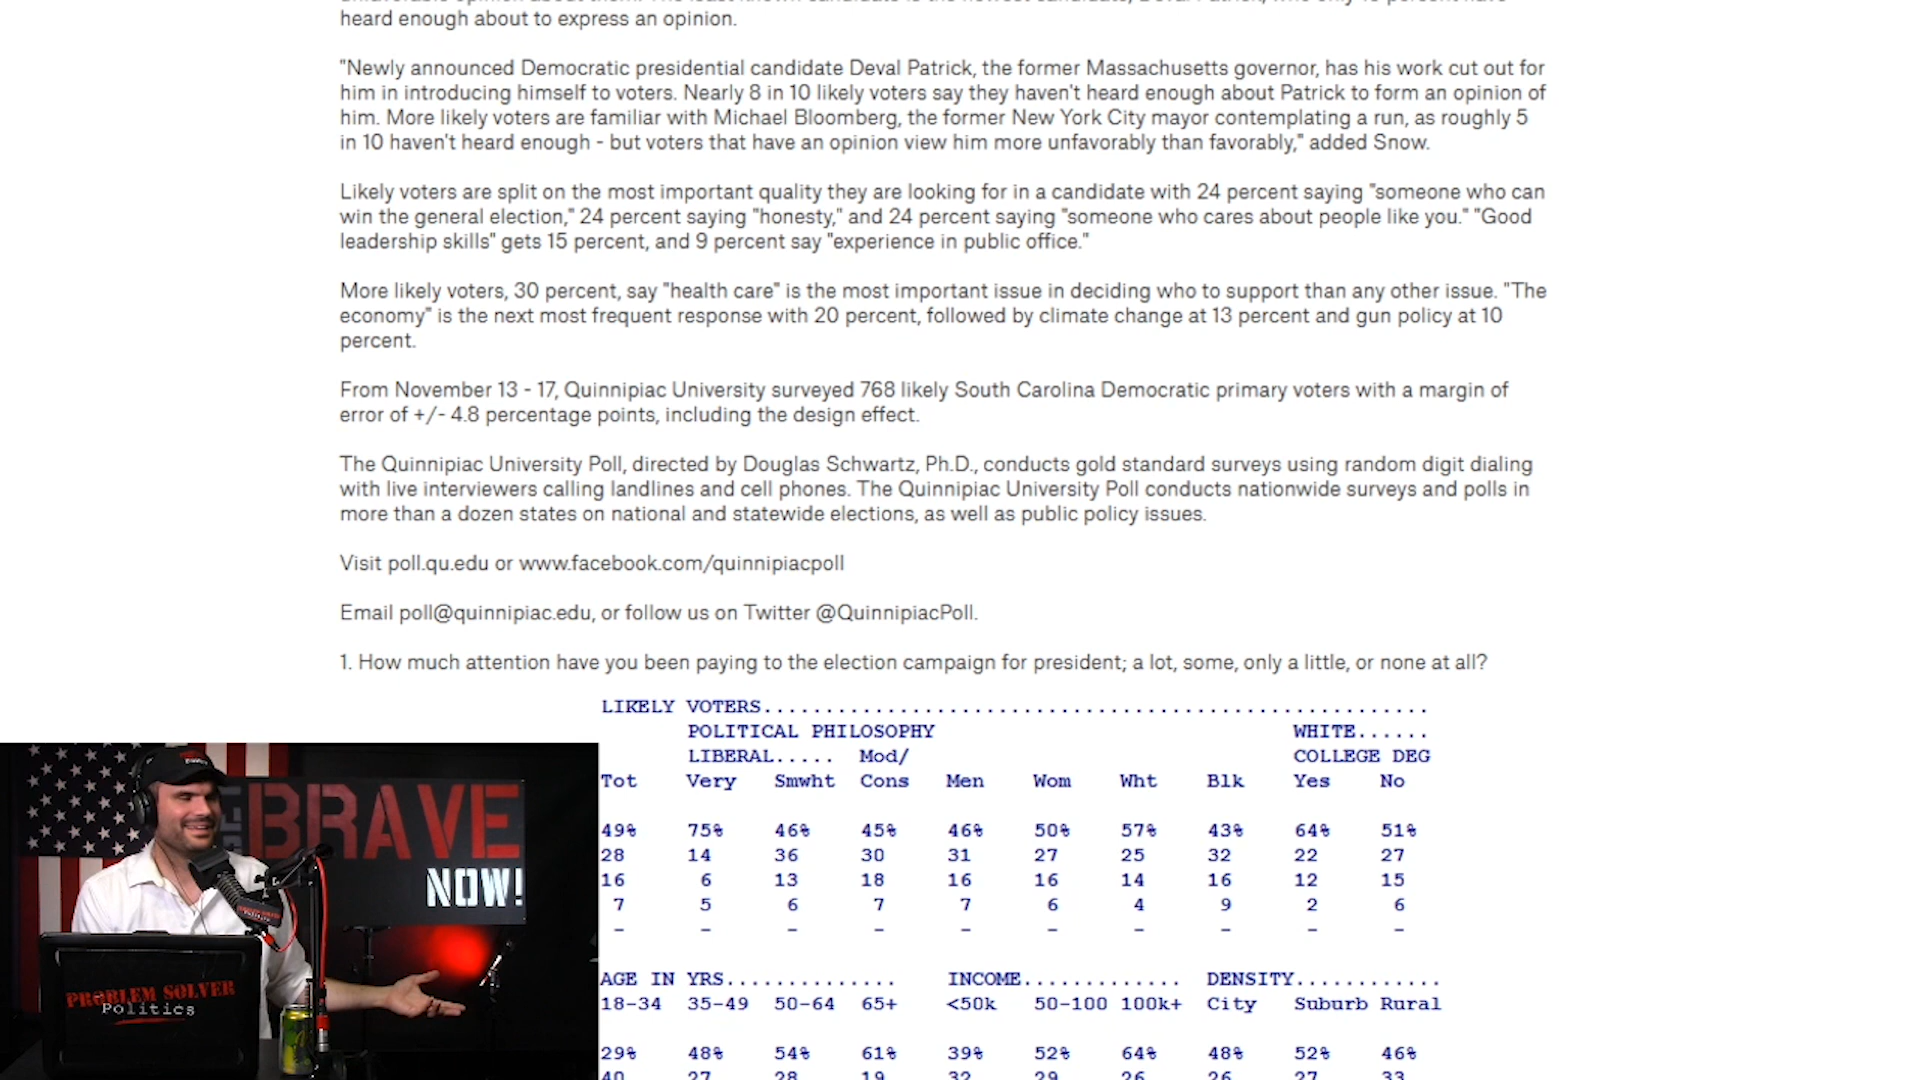 heard enough about to express an opinion.
"Newly announced Democratic presidential candidate Deval Patrick, the former Massachusetts governor, has his work cut out for
him in introducing himself to voters. Nearly 8 in 10 likely voters say they haven't heard enough about Patrick to form an opinion of
him. More likely voters are familiar with Michael Bloomberg, the former New York City mayor contemplating a run, as roughly 5
in 10 haven't heard enough - but voters that have an opinion view him more unfavorably than favorably," added Snow.
Likely voters are split on the most important quality they are looking for in a candidate with 24 percent saying "someone who can
win the general election," 24 percent saying "honesty," and 24 percent saying "someone who cares about people like you." "Good
leadership skills" gets 15 percent, and 9 percent say "experience in public office."
More likely voters, 30 percent, say "health care" is the most important issue in deciding who to support than any other issue. "The
economy" is the next most frequent response with 20 percent, followed by climate change at 13 percent and gun policy at 10
percent.
From November 13 - 17, Quinnipiac University surveyed 768 likely South Carolina Democratic primary voters with a margin of
error of +/- 4.8 percentage points, including the design effect.
The Quinnipiac University Poll, directed by Douglas Schwartz, Ph.D., conducts gold standard surveys using random digit dialing
with live interviewers calling landlines and cell phones. The Quinnipiac University Poll conducts nationwide surveys and polls in
more than a dozen states on national and statewide elections, as well as public policy issues.
Visit poll.qu.edu or www.facebook.com/quinnipiacpoll
Email poll@quinnipiac.edu, or follow us on Twitter @QuinnipiacPoll.
1. How much attention have you been paying to the election campaign for president; a lot, some, only a little, or none at all?
LIKELY VOTERS......................................................
POLITICAL PHILOSOPHY WHITE......
LIBERAL..... Mod/ COLLEGE DEG
Tot Very Smwht Cons Men Wom Wht Blk Yes No
49% 75% 46% 45% 46% 50% 57% 43% 64% 51%
28 14 36 30 31 27 25 32 22 27
16 6 13 18 16 16 14 16 12 15
7 5 6 7 7 6 4 9 2 6
- - - - - - - - - -
AGE IN YRS.............. INCOME............. DENSITY............
18-34 35-49 50-64 65+ <50k 50-100 100k+ City Suburb Rural
29% 48% 54% 61% 39% 52% 64% 48% 52% 46%
40 27 28 19 32 29 26 26 27 33
BRAVE
NOW!
PROBLEM SOLVER
Politics